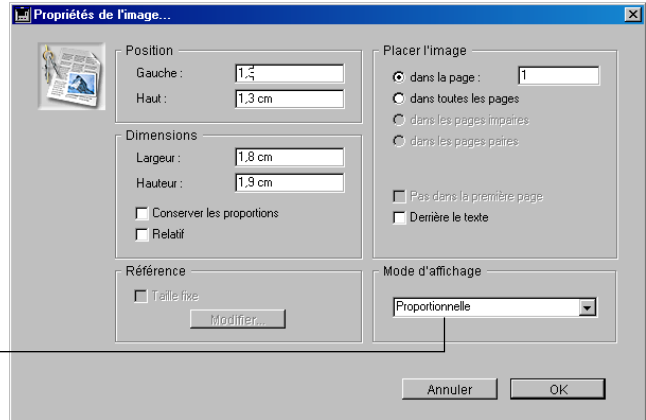 Propriétés de l'image...
Position
Gauche :
Haut : 1,3 cm
Dimensions
Largeur : 1,8 cm
Hauteur : 1,9 cm
Conserver les proportions
Relatif
Référence
Taille fixe
Modifier...
Placer l'image
dans la page : 1
dans toutes les pages
dans les pages impaires
dans les pages paires
Pas dans la première page
Derrière le texte
Mode d'affichage
Proportionnelle
Annuler OK